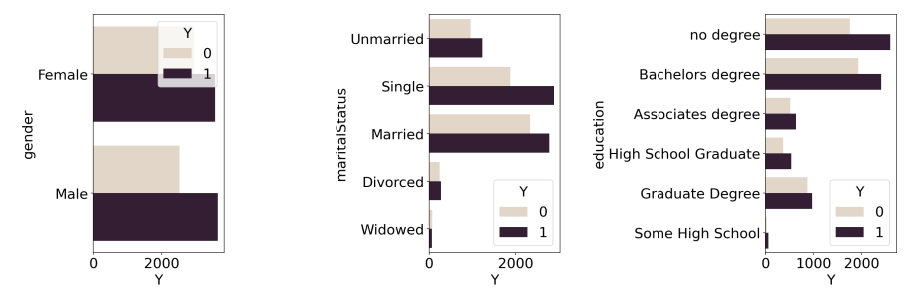 gender
Female
Male
Y
0
1
0
2000
Y
maritalStatus
Unmarried
Single
Married
Divorced
Widowed
Y
0
1
0
2000
Y
education
no degree
Bachelors degree
Associates degree
High School Graduate
Graduate Degree
Some High School
Y
0
1
0
1000
2000
Y